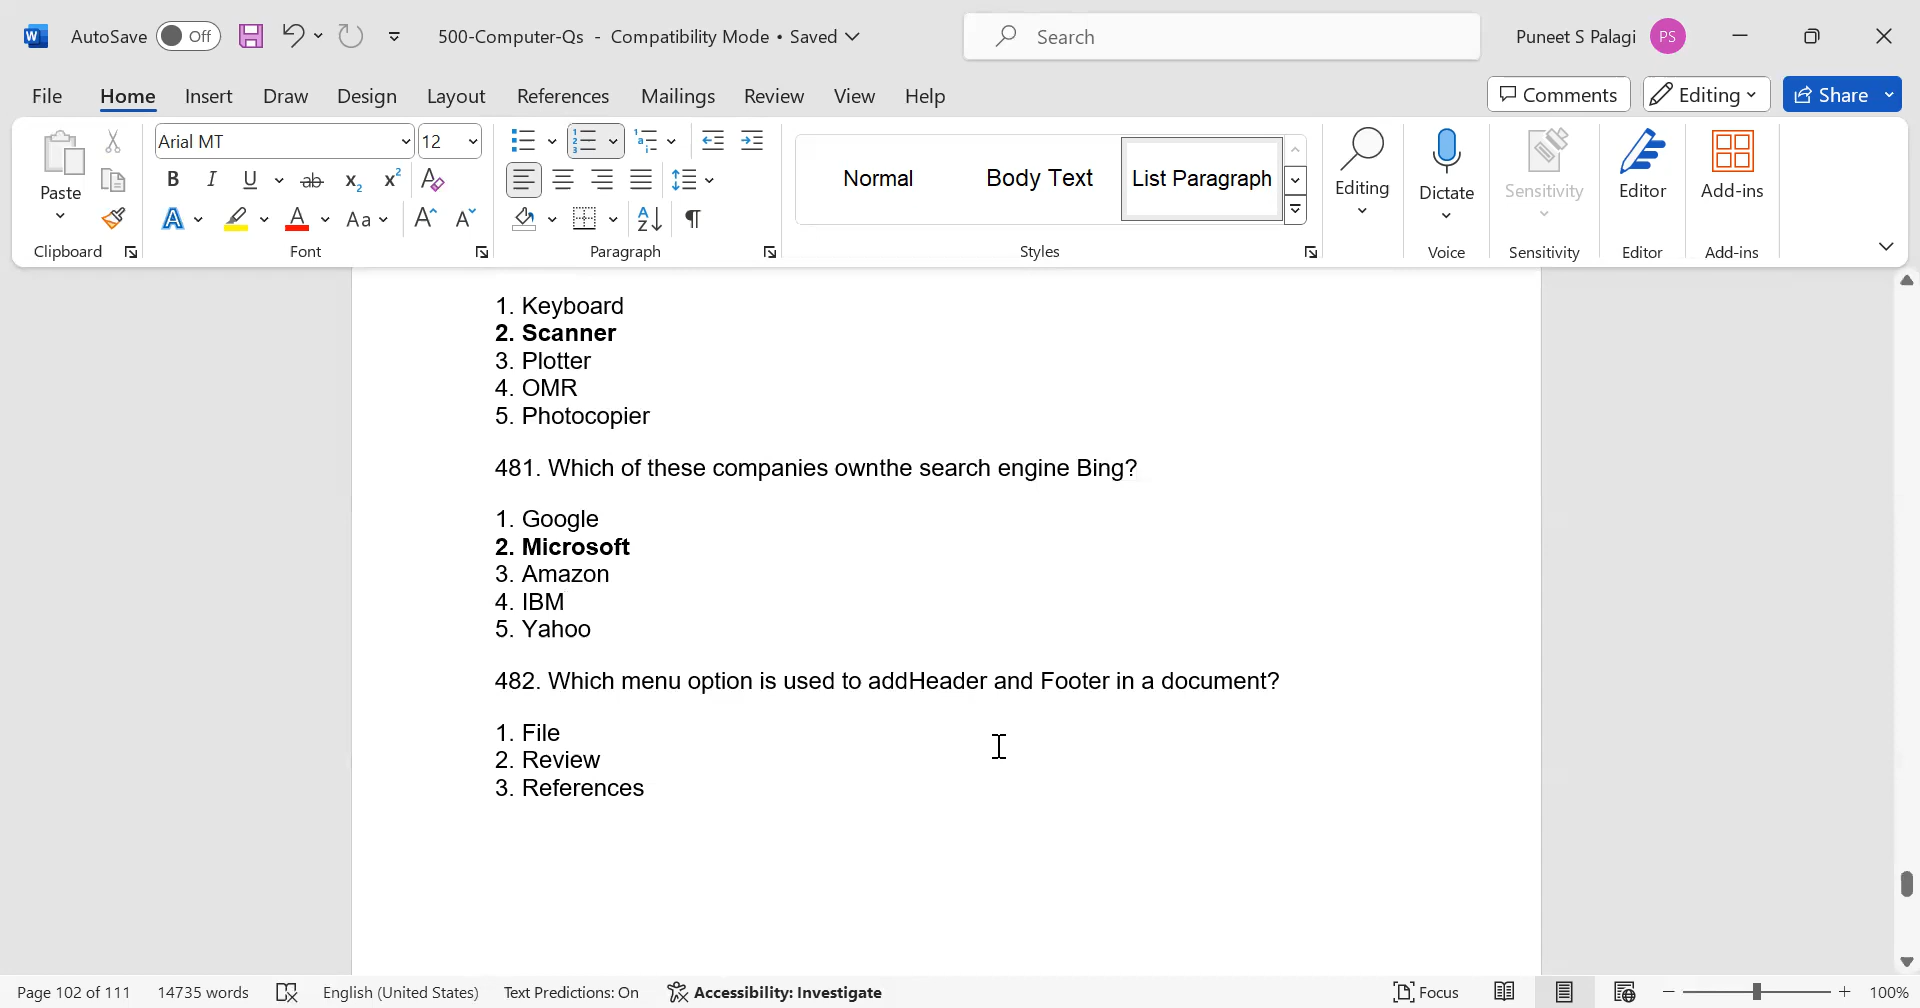 AutoSave Off 500-Computer-Qs - Compatibility Mode • Saved Search Puneet S Palagi PS
File Home Insert Draw Design Layout References Mailings Review View Help Comments Editing Share
Arial MT 12
Paste
Normal Body Text List Paragraph
Editing Dictate Sensitivity Editor Add-ins
Clipboard Font Paragraph Styles Voice Sensitivity Editor Add-ins
1. Keyboard
2. Scanner
3. Plotter
4. OMR
5. Photocopier
481. Which of these companies ownthe search engine Bing?
1. Google
2. Microsoft
3. Amazon
4. IBM
5. Yahoo
482. Which menu option is used to addHeader and Footer in a document?
1. File
2. Review
3. References
Page 102 of 111 14735 words English (United States) Text Predictions: On Accessibility: Investigate Focus 100%